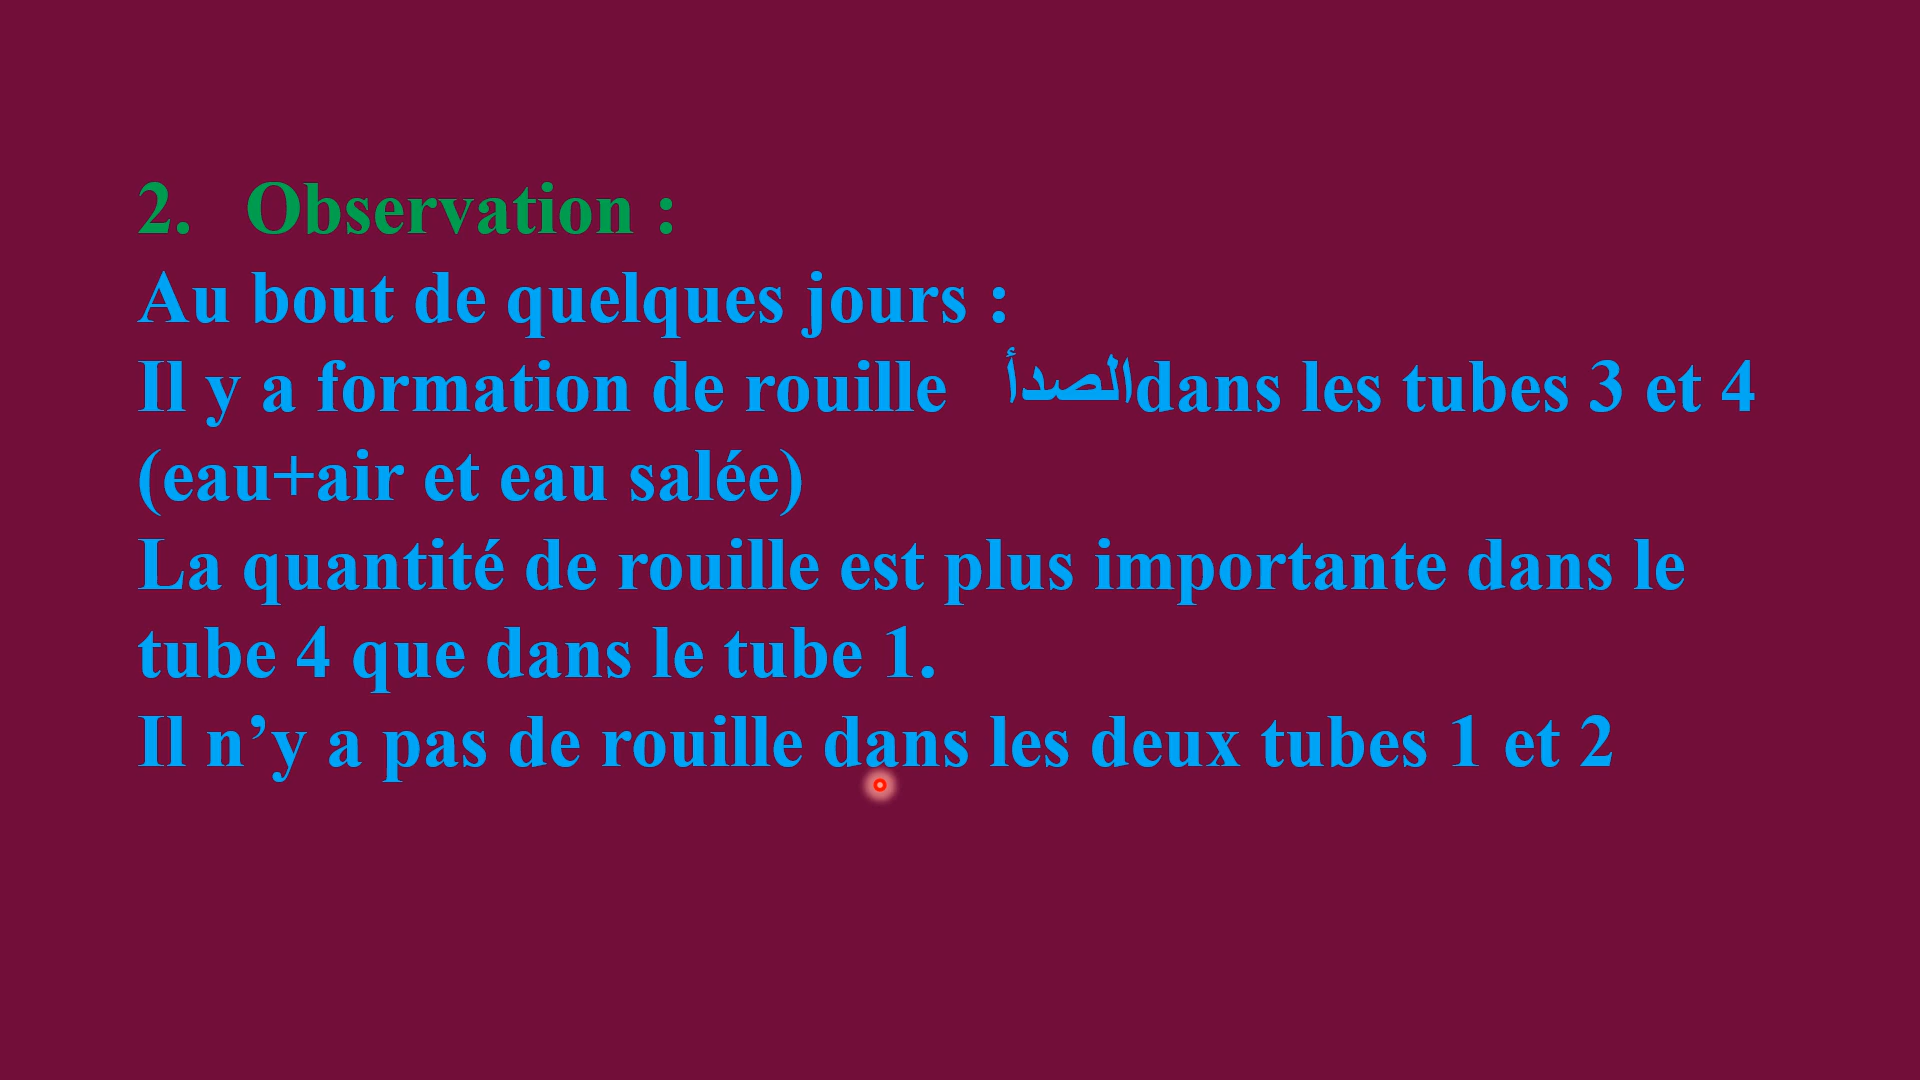 2. Observation :
Au bout de quelques jours :
Il y a formation de rouille الصدأ dans les tubes 3 et 4
(eau+air et eau salée)
La quantité de rouille est plus importante dans le
tube 4 que dans le tube 1.
Il n’y a pas de rouille dans les deux tubes 1 et 2